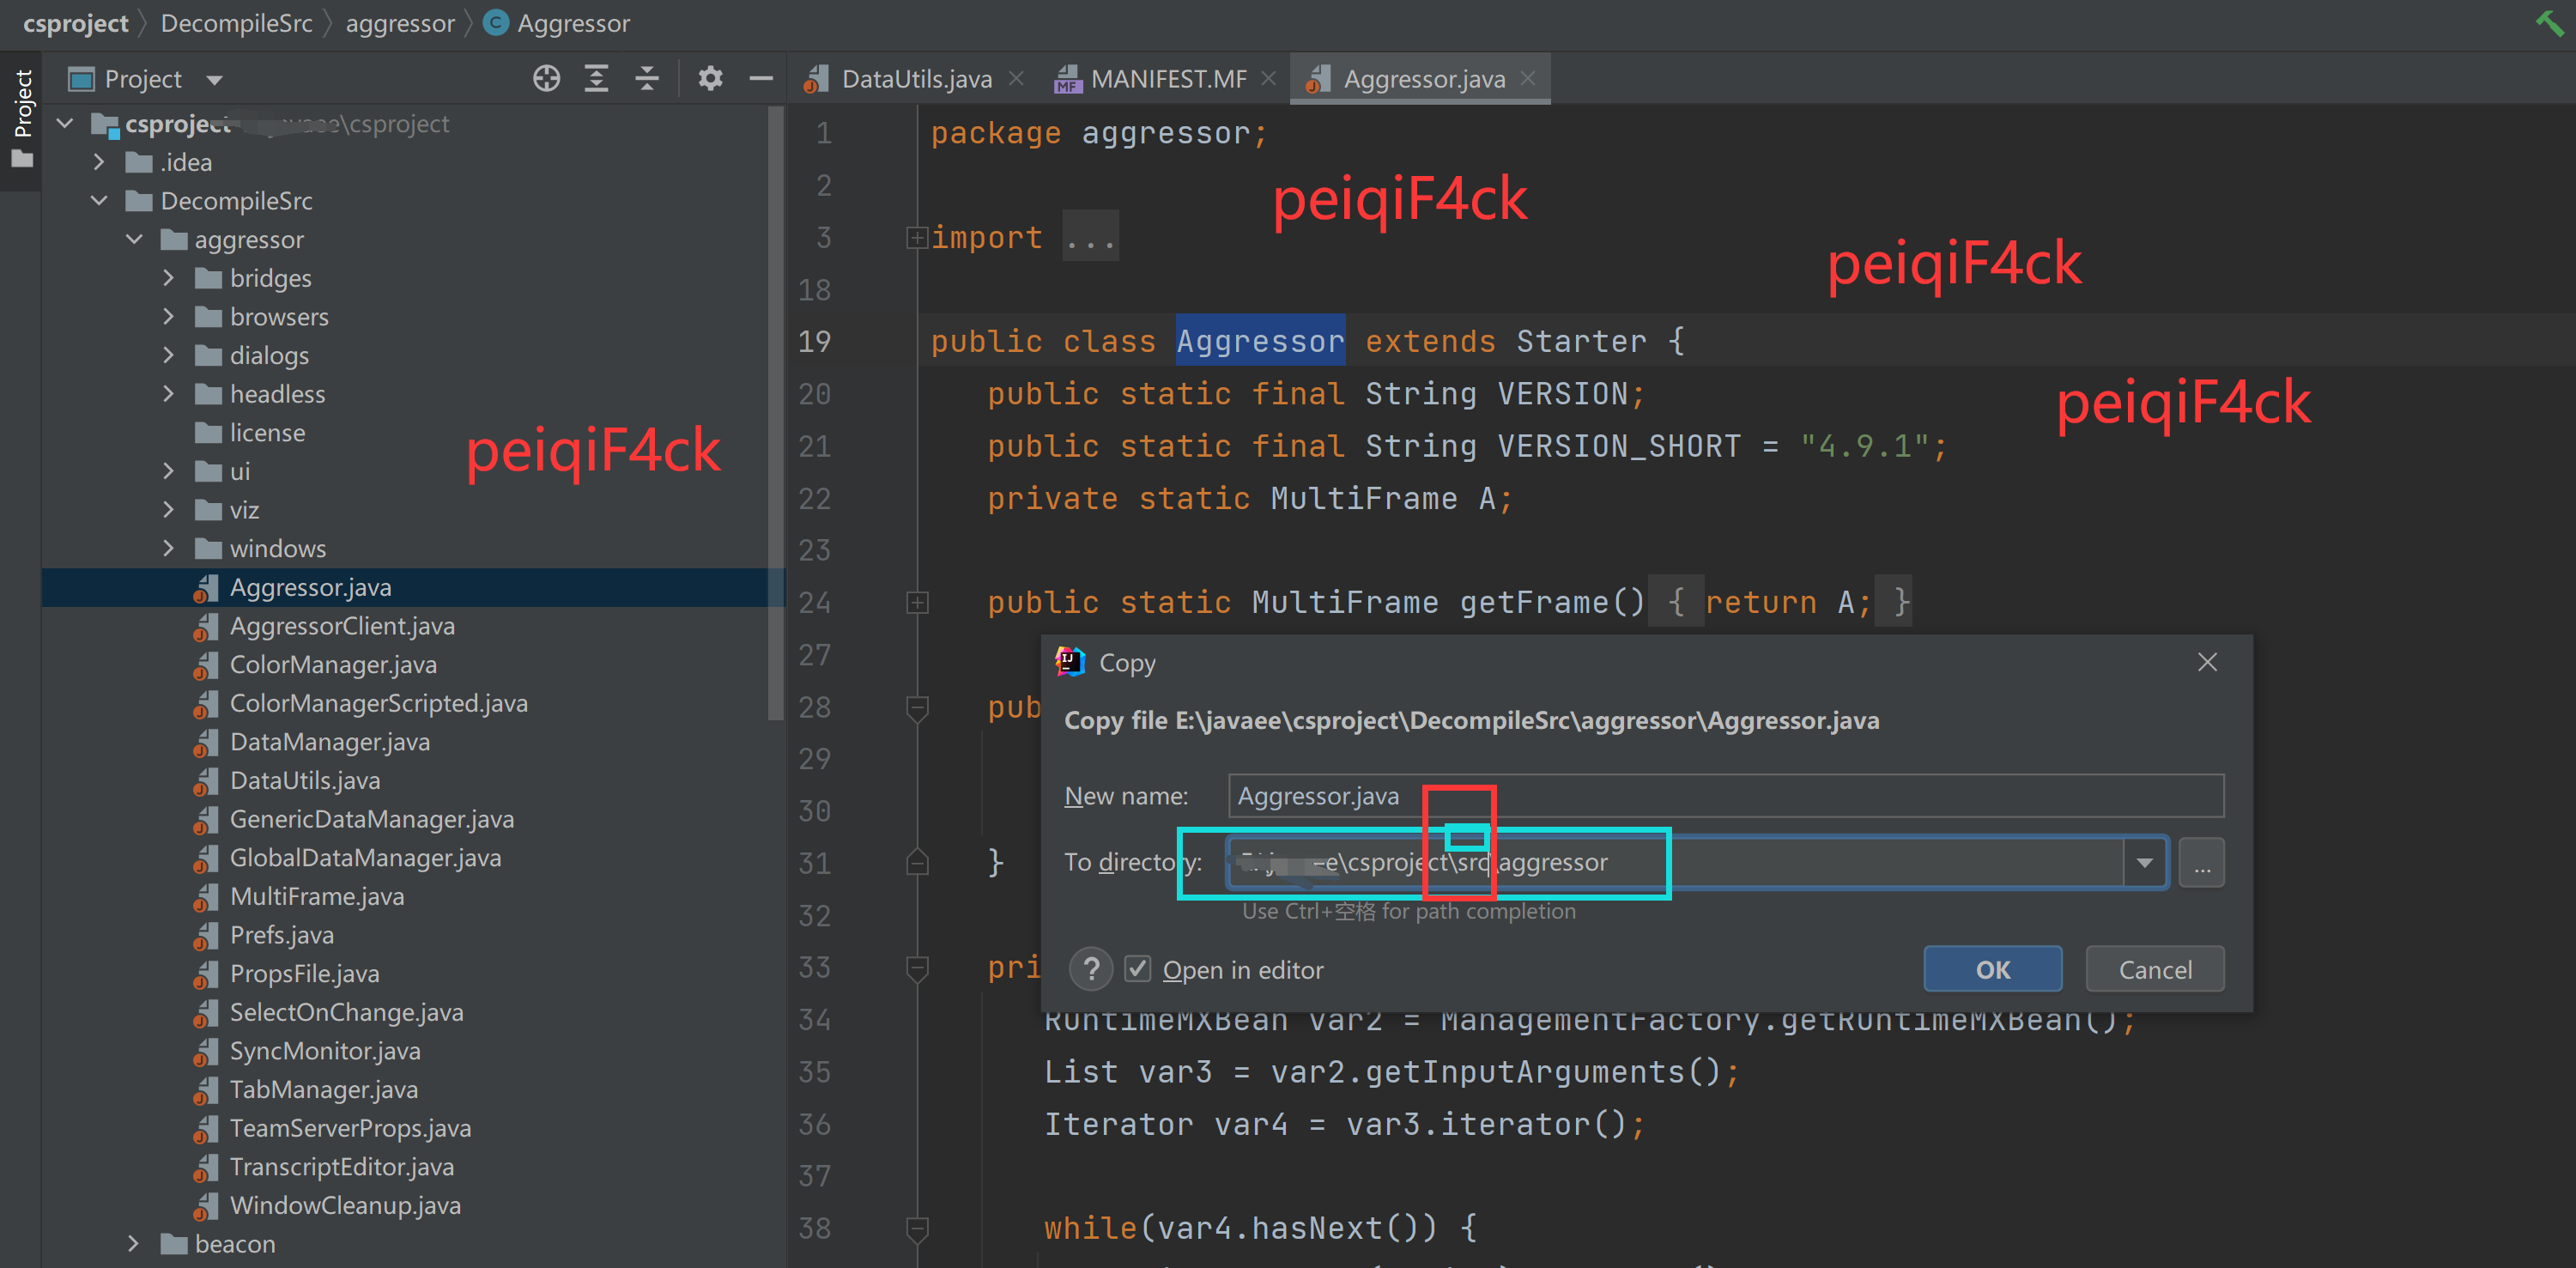 csproject DecompileSrc aggressor C Aggressor
Project
Project
csproject \csproject
.idea
DecompileSrc
aggressor
bridges
browsers
dialogs
headless
license
ui
viz
windows
Aggressor.java
AggressorClient.java
ColorManager.java
ColorManagerScripted.java
DataManager.java
DataUtils.java
GenericDataManager.java
GlobalDataManager.java
MultiFrame.java
Prefs.java
PropsFile.java
SelectOnChange.java
SyncMonitor.java
TabManager.java
TeamServerProps.java
TranscriptEditor.java
WindowCleanup.java
beacon
peiqiF4ck
DataUtils.java MANIFEST.MF Aggressor.java
1 package aggressor;
2
3 import ...
18
19 public class Aggressor extends Starter {
20 public static final String VERSION;
21 public static final String VERSION_SHORT = "4.9.1";
22 private static MultiFrame A;
23
24 public static MultiFrame getFrame() { return A; }
27
28 pub
29
30
31 }
32
33 pri
34 RuntimeMXBean var2 = ManagementFactory.getRuntimeMXBean();
35 List var3 = var2.getInputArguments();
36 Iterator var4 = var3.iterator();
37
38 while(var4.hasNext()) {
peiqiF4ck
peiqiF4ck
peiqiF4ck
Copy
Copy file E:\javaee\csproject\DecompileSrc\aggressor\Aggressor.java
New name: Aggressor.java
To directory: e\csproject\src\aggressor
...
Use Ctrl+空格 for path completion
? Open in editor
OK Cancel